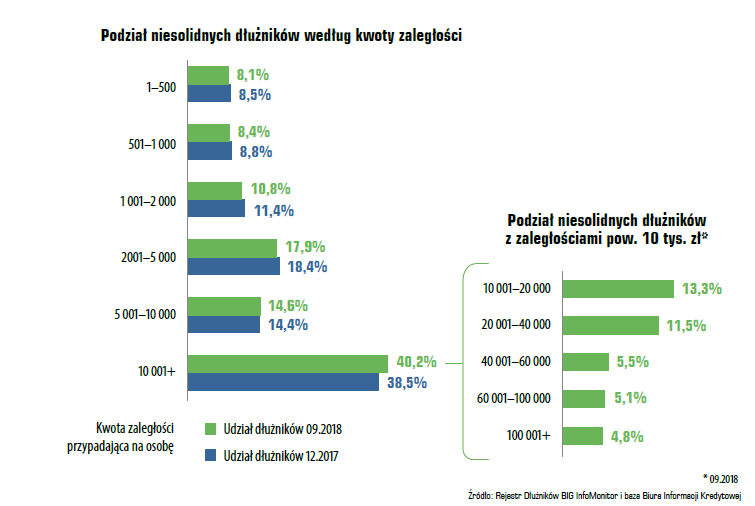 Podział niesolidnych dłużników według kwoty zaległości
1–500
8,1%
8,5%
501–1 000
8,4%
8,8%
1 001–2 000
10,8%
11,4%
2001–5 000
17,9%
18,4%
5 001–10 000
14,6%
14,4%
10 001+
40,2%
38,5%
Kwota zaległości
przypadająca na osobę
Udział dłużników 09.2018
Udział dłużników 12.2017
Podział niesolidnych dłużników
z zaległościami pow. 10 tys. zł*
10 001–20 000
13,3%
20 001–40 000
11,5%
40 001–60 000
5,5%
60 001–100 000
5,1%
100 001+
4,8%
* 09.2018
Źródło: Rejestr Dłużników BIG InfoMonitor i baza Biura Informacji Kredytowej